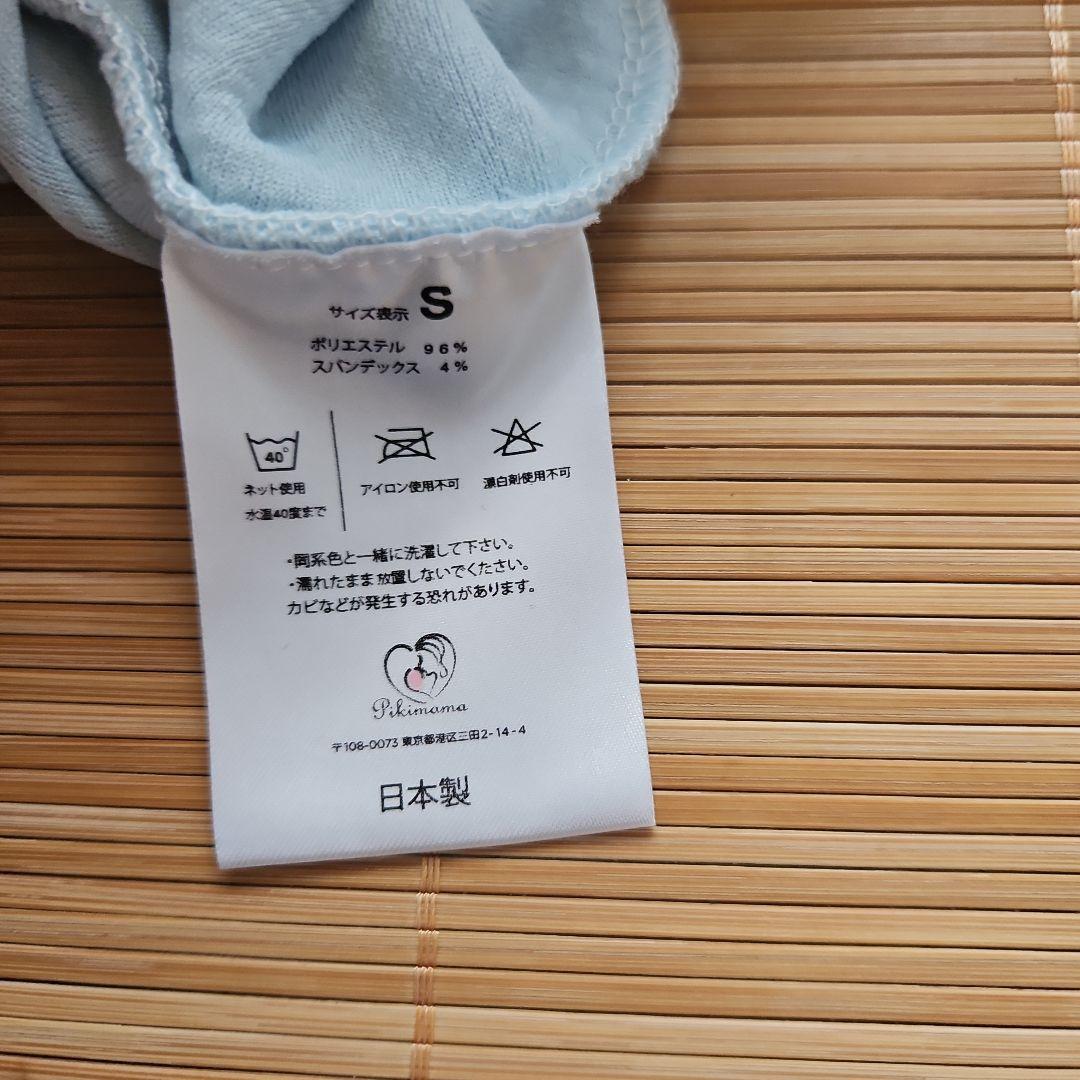 サイズ表示 S
ポリエステル 96%
スパンデックス 4%
40°
ネット使用
水温40度まで
アイロン使用不可
漂白剤使用不可
・同系色と一緒に洗濯して下さい。
・濡れたまま放置しないでください。
カビなどが発生する恐れがあります。
Pikimama
〒108-0073 東京都港区三田2-14-4
日本製